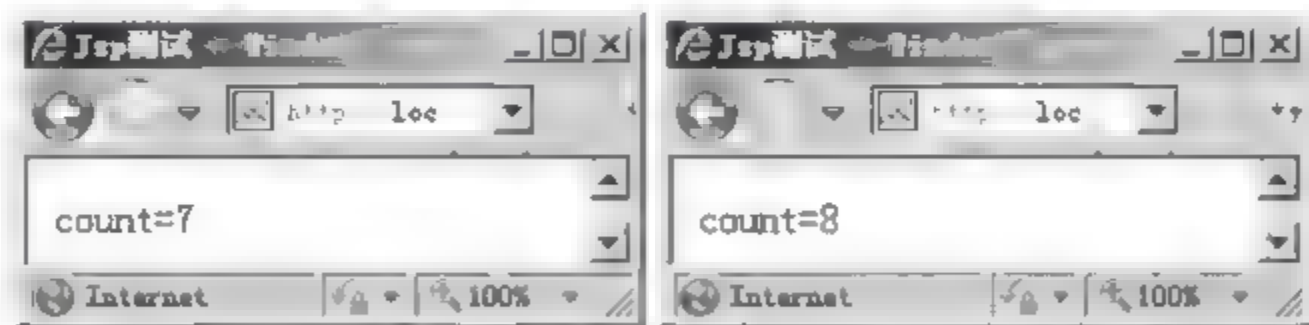 Jsp测试
http loc
count=7
Internet 100%
Jsp测试
loc
count=8
Internet 100%